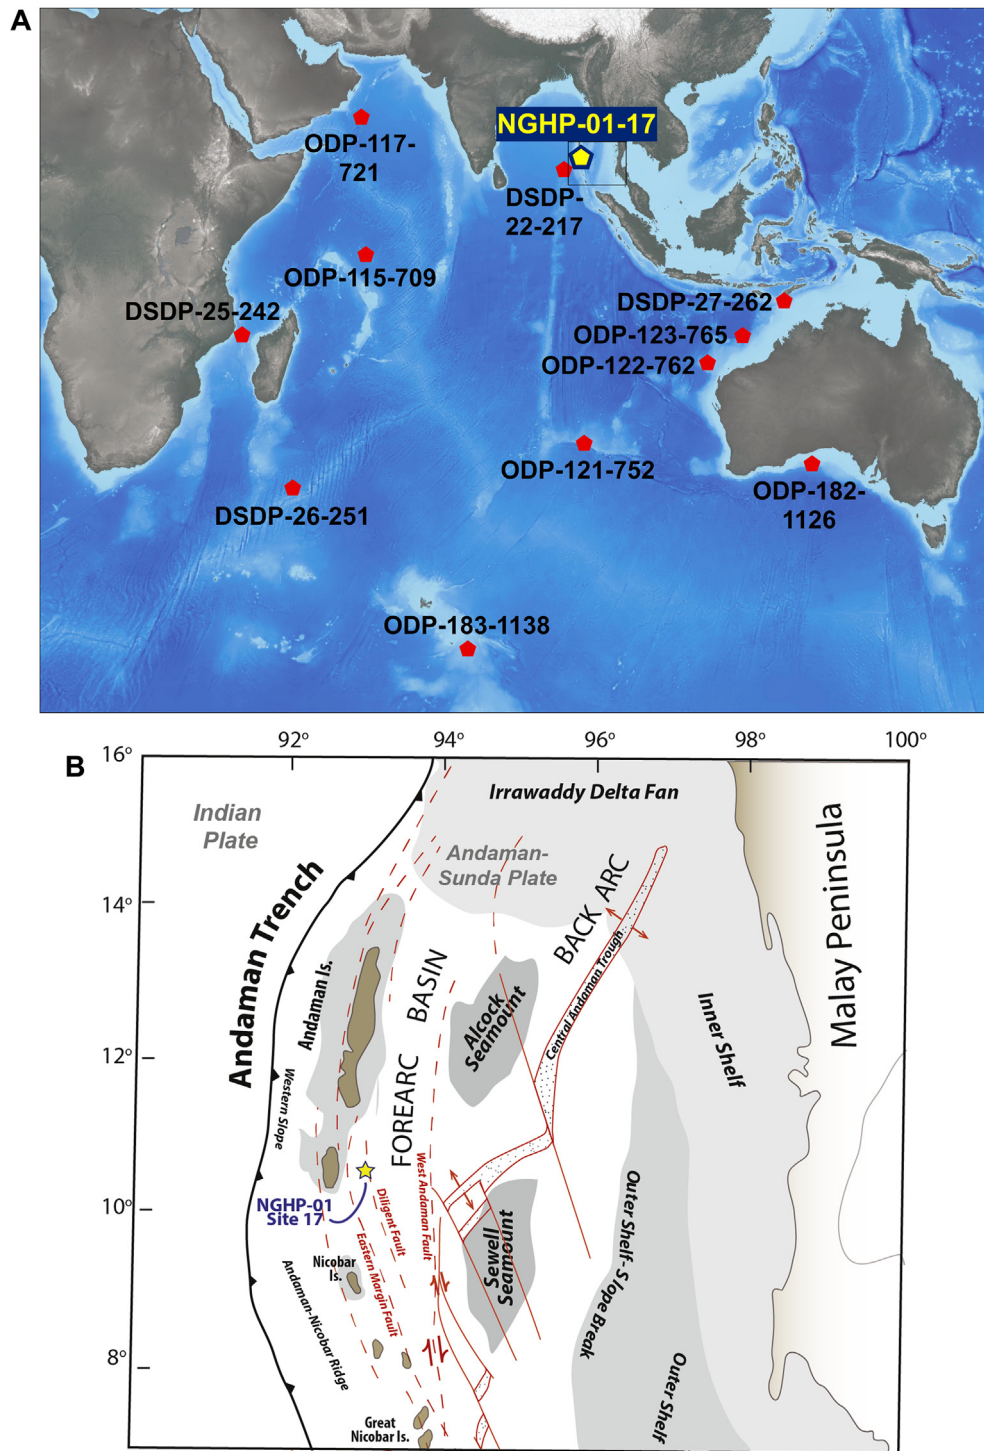 A
NGHP-01-17
ODP-117-
721
DSDP-
22-217
ODP-115-709
DSDP-25-242
DSDP-27-262
ODP-123-765
ODP-122-762
ODP-121-752
ODP-182-
1126
DSDP-26-251
ODP-183-1138
B
92°
94°
96°
98°
100°
16°
14°
12°
10°
8°
Indian
Plate
Irrawaddy Delta Fan
Andaman-
Sunda Plate
Andaman Trench
Andaman Is.
Western Slope
FOREARC BASIN
BACK ARC
Central Andaman Trough
Alcock
Seamount
Inner Shelf
Malay Peninsula
NGHP-01
Site 17
Diligent Fault
Eastern Margin Fault
West Andaman Fault
Sewell
Seamount
Outer Shelf-Slope Break
Outer Shelf
Nicobar
Is.
Andaman-Nicobar Ridge
Great
Nicobar Is.